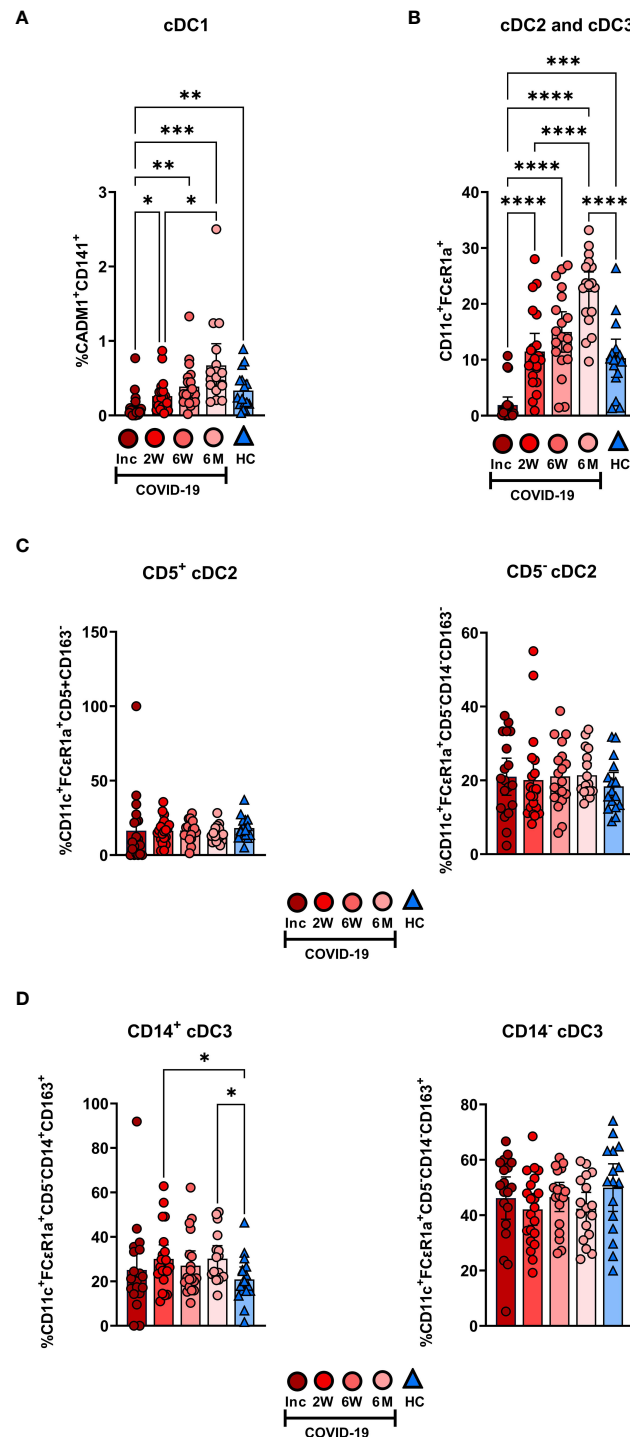 A
cDC1
**
***
**
*
*
3
2
1
0
%CADM1⁺CD141⁺
Inc 2W 6W 6M HC
COVID-19
B
cDC2 and cDC3
***
****
****
****
**** ****
40
30
20
10
0
CD11c⁺FCεR1a⁺
Inc 2W 6W 6M HC
COVID-19
C
CD5⁺ cDC2
150
100
50
0
%CD11c⁺FCεR1a⁺CD5+CD163⁻
CD5⁻ cDC2
60
40
20
0
%CD11c⁺FCεR1a⁺CD5⁻CD14⁻CD163⁻
Inc 2W 6W 6M HC
COVID-19
D
CD14⁺ cDC3
*
*
100
80
60
40
20
0
%CD11c⁺FCεR1a⁺CD5⁻CD14⁺CD163⁺
CD14⁻ cDC3
80
60
40
20
0
%CD11c⁺FCεR1a⁺CD5⁻CD14⁻CD163⁺
Inc 2W 6W 6M HC
COVID-19